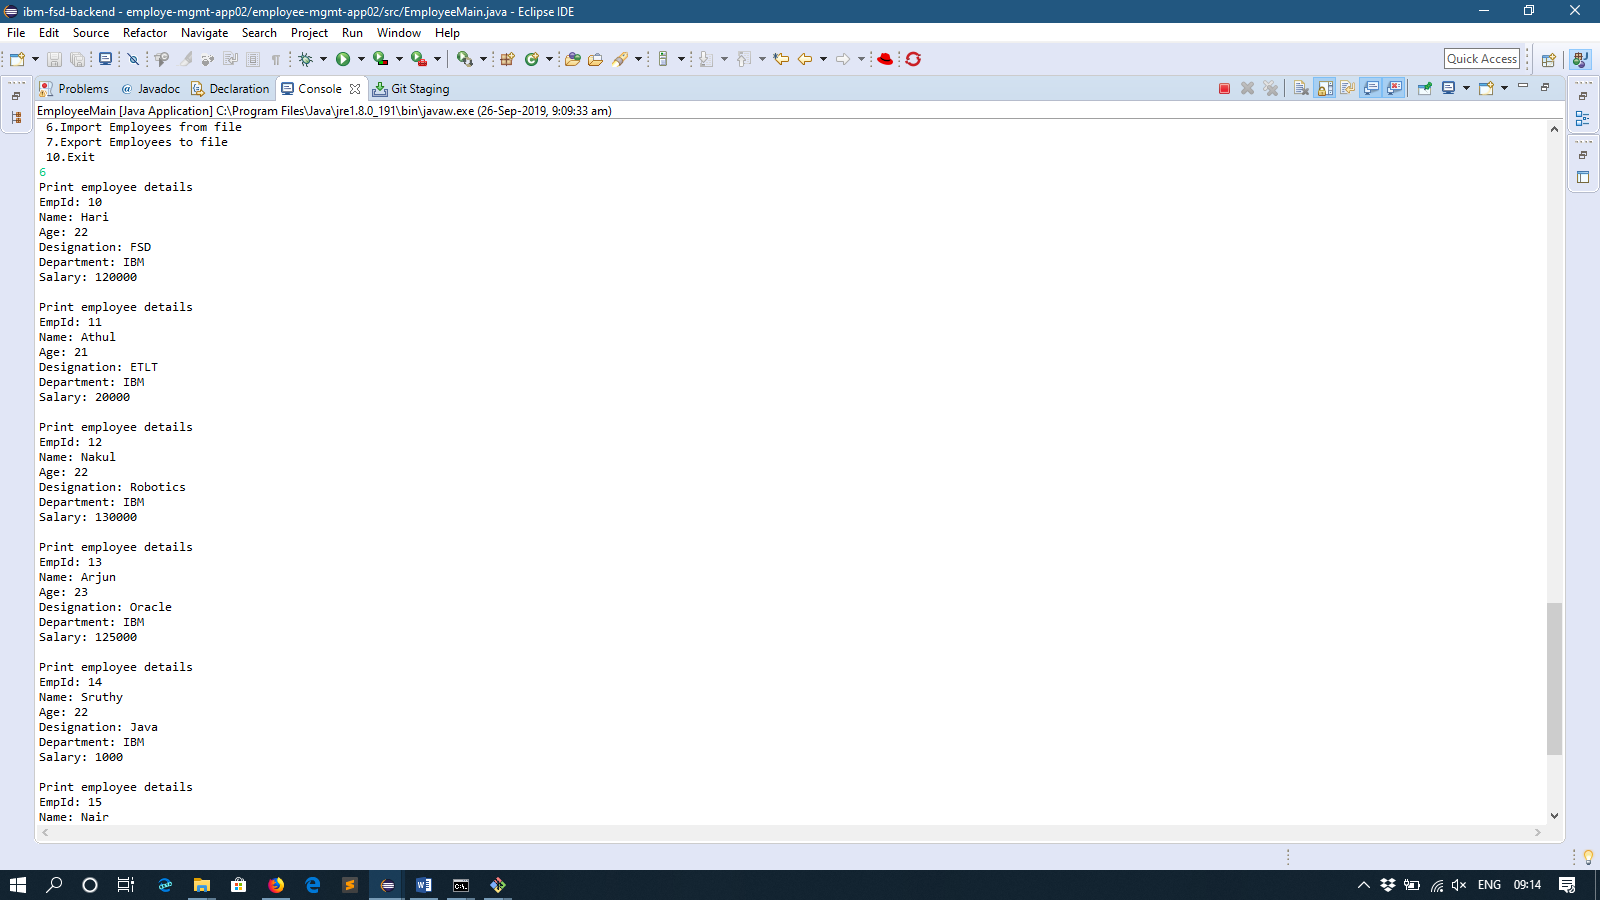 ibm-fsd-backend - employe-mgmt-app02/employee-mgmt-app02/src/EmployeeMain.java - Eclipse IDE
File Edit Source Refactor Navigate Search Project Run Window Help
Quick Access
Problems @ Javadoc Declaration Console Git Staging
EmployeeMain [Java Application] C:\Program Files\Java\jre1.8.0_191\bin\javaw.exe (26-Sep-2019, 9:09:33 am)
6.Import Employees from file
7.Export Employees to file
10.Exit
6
Print employee details
EmpId: 10
Name: Hari
Age: 22
Designation: FSD
Department: IBM
Salary: 120000
Print employee details
EmpId: 11
Name: Athul
Age: 21
Designation: ETLT
Department: IBM
Salary: 20000
Print employee details
EmpId: 12
Name: Nakul
Age: 22
Designation: Robotics
Department: IBM
Salary: 130000
Print employee details
EmpId: 13
Name: Arjun
Age: 23
Designation: Oracle
Department: IBM
Salary: 125000
Print employee details
EmpId: 14
Name: Sruthy
Age: 22
Designation: Java
Department: IBM
Salary: 1000
Print employee details
EmpId: 15
Name: Nair
ENG 09:14